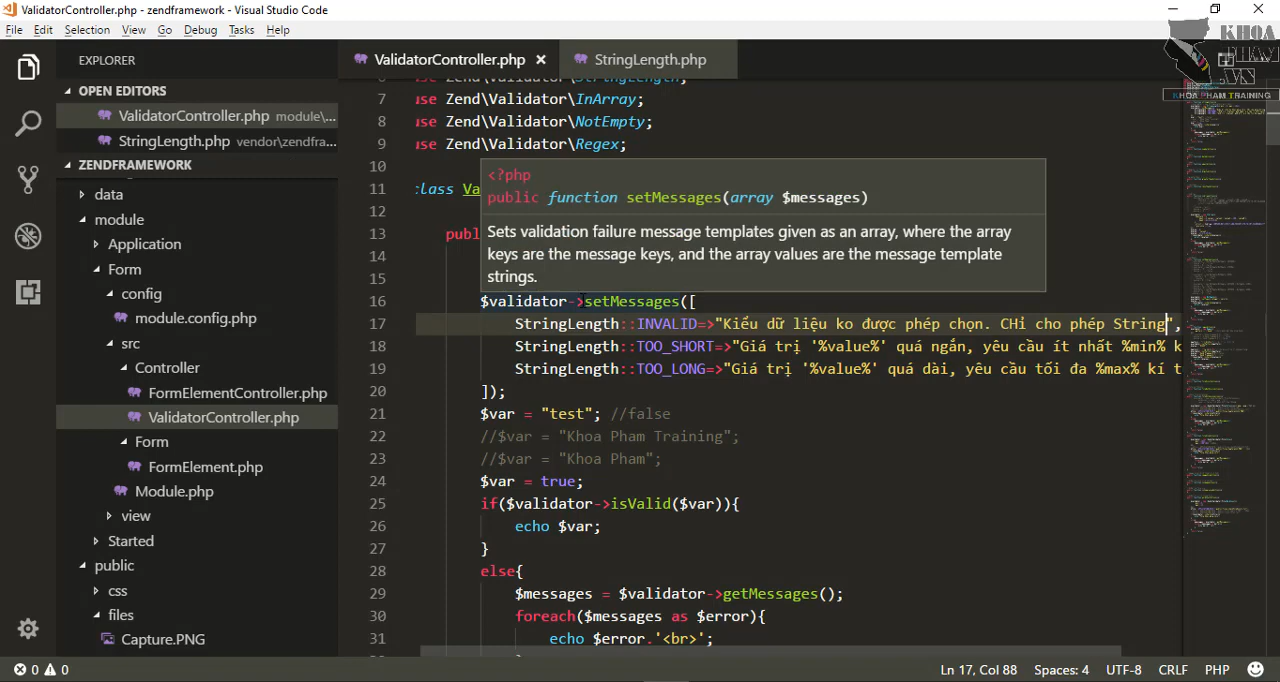 ValidatorController.php - zendframework - Visual Studio Code
File Edit Selection View Go Debug Tasks Help
KHOA
PHAM
.VN
KHOA PHAM TRAINING
EXPLORER
OPEN EDITORS
ValidatorController.php module\...
StringLength.php vendor\zendfra...
ZENDFRAMEWORK
data
module
Application
Form
config
module.config.php
src
Controller
FormElementController.php
ValidatorController.php
Form
FormElement.php
Module.php
view
Started
public
css
files
Capture.PNG
ValidatorController.php StringLength.php
7 use Zend\Validator\InArray;
8 use Zend\Validator\NotEmpty;
9 use Zend\Validator\Regex;
10
11 class Va
12
13 publ
14
15
<?php
public function setMessages(array $messages)
Sets validation failure message templates given as an array, where the array
keys are the message keys, and the array values are the message template
strings.
16 $validator->setMessages([
17 StringLength::INVALID=>"Kiểu dữ liệu ko được phép chọn. CHỉ cho phép String",
18 StringLength::TOO_SHORT=>"Giá trị '%value%' quá ngắn, yêu cầu ít nhất %min% k
19 StringLength::TOO_LONG=>"Giá trị '%value%' quá dài, yêu cầu tối đa %max% kí t
20 ]);
21 $var = "test"; //false
22 //$var = "Khoa Pham Training";
23 //$var = "Khoa Pham";
24 $var = true;
25 if($validator->isValid($var)){
26 echo $var;
27 }
28 else{
29 $messages = $validator->getMessages();
30 foreach($messages as $error){
31 echo $error.'<br>';
0 0 Ln 17, Col 88 Spaces: 4 UTF-8 CRLF PHP